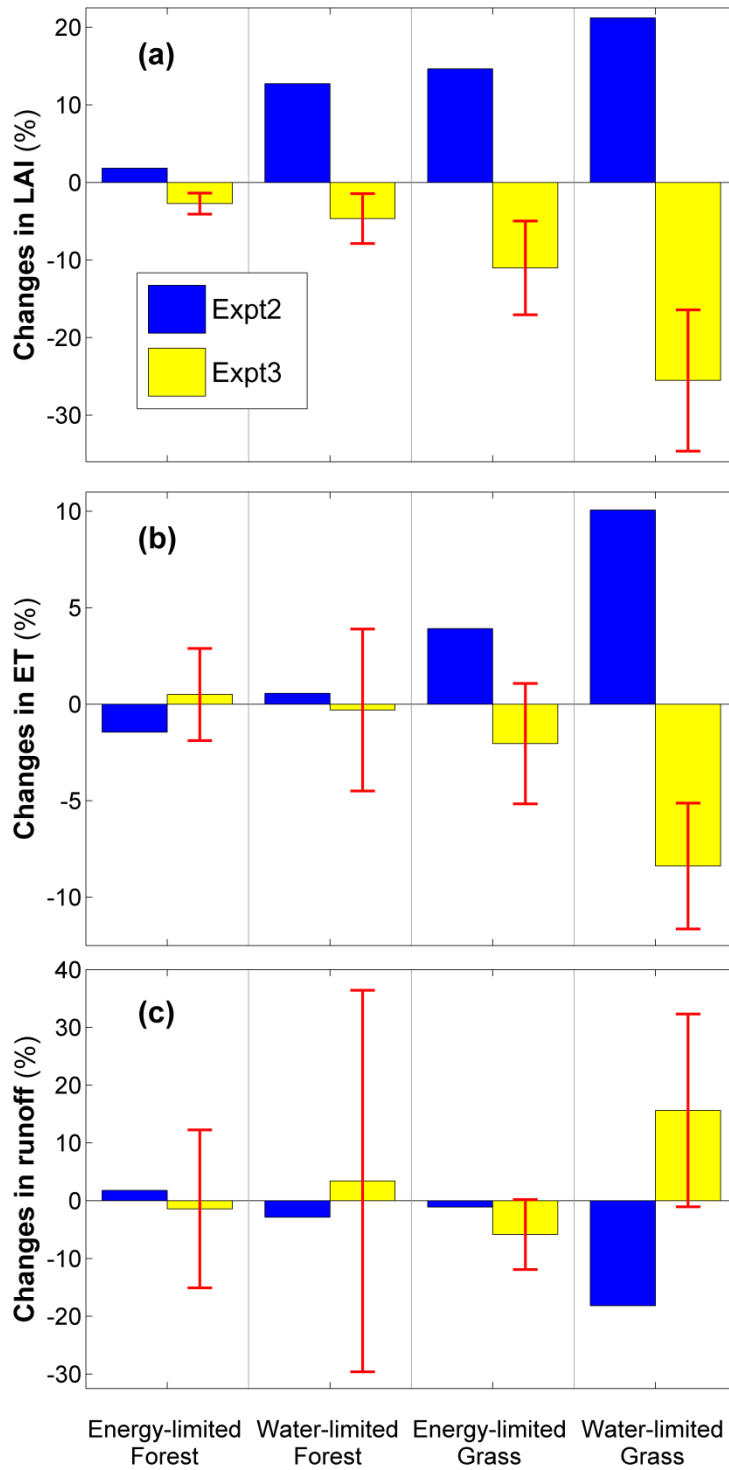 (a)
Changes in LAI (%)
20
10
0
-10
-20
-30
Expt2
Expt3
(b)
Changes in ET (%)
10
5
0
-5
-10
(c)
Changes in runoff (%)
40
30
20
10
0
-10
-20
-30
Energy-limited
Forest
Water-limited
Forest
Energy-limited
Grass
Water-limited
Grass